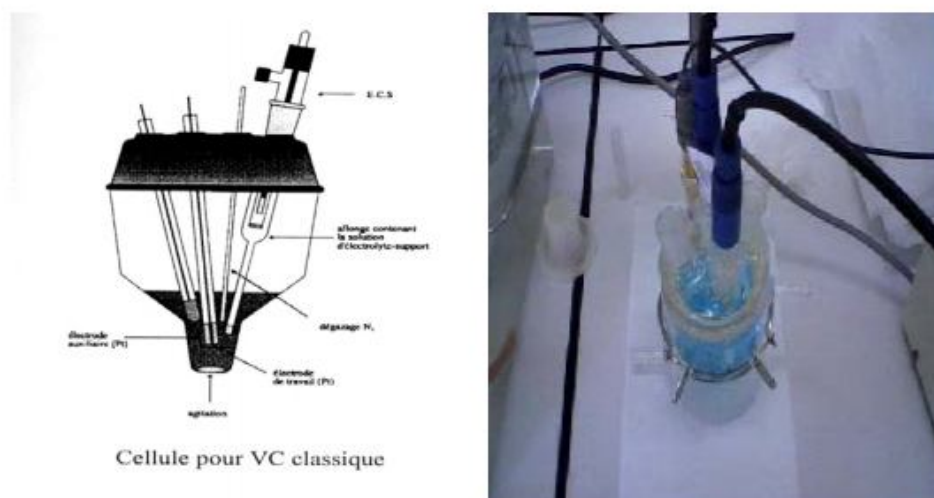 E.C.S
allonge contenant
la solution
d'électrolyte-support
dégazage N₂
électrode
auxiliaire (Pt)
électrode
de travail (Pt)
agitation
Cellule pour VC classique